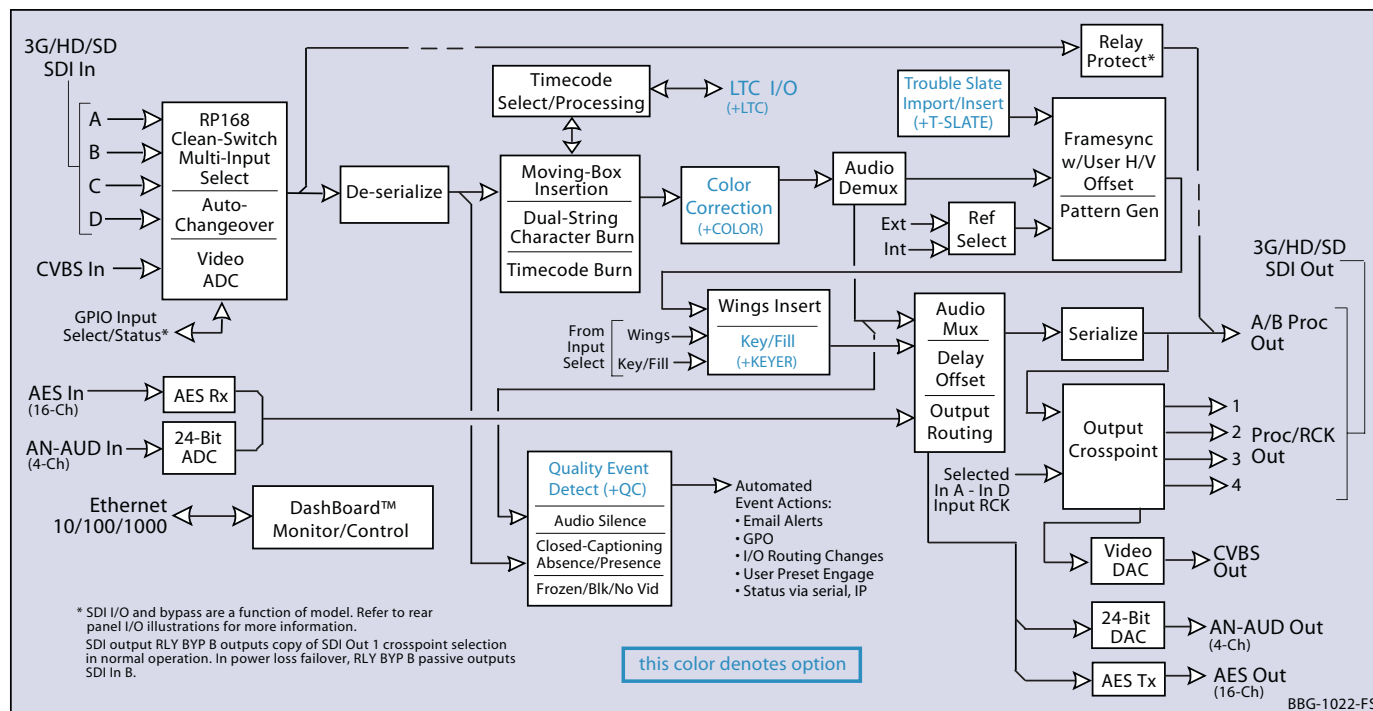 3G/HD/SD
SDI In
A
B
C
D
CVBS In
GPIO Input
Select/Status*
RP168
Clean-Switch
Multi-Input
Select
Auto-
Changeover
Video
ADC
De-serialize
Timecode
Select/Processing
LTC I/O
(+LTC)
Moving-Box
Insertion
Dual-String
Character Burn
Timecode Burn
Color
Correction
(+COLOR)
Audio
Demux
Trouble Slate
Import/Insert
(+T-SLATE)
Ext
Int
Ref
Select
Framesync
w/User H/V
Offset
Pattern Gen
Relay
Protect*
From
Input
Select
Wings
Key/Fill
Wings Insert
Key/Fill
(+KEYER)
Audio
Mux
Delay
Offset
Output
Routing
Serialize
3G/HD/SD
SDI Out
A/B Proc
Out
AES In
(16-Ch)
AES Rx
AN-AUD In
(4-Ch)
24-Bit
ADC
Ethernet
10/100/1000
DashBoard™
Monitor/Control
Quality Event
Detect (+QC)
Audio Silence
Closed-Captioning
Absence/Presence
Frozen/Blk/No Vid
Automated
Event Actions:
• Email Alerts
• GPO
• I/O Routing Changes
• User Preset Engage
• Status via serial, IP
Selected
In A - In D
Input RCK
Output
Crosspoint
1
2
3
4
Proc/RCK
Out
Video
DAC
CVBS
Out
24-Bit
DAC
AN-AUD Out
(4-Ch)
AES Tx
AES Out
(16-Ch)
* SDI I/O and bypass are a function of model. Refer to rear
panel I/O illustrations for more information.
SDI output RLY BYP B outputs copy of SDI Out 1 crosspoint selection
in normal operation. In power loss failover, RLY BYP B passive outputs
SDI In B.
this color denotes option
BBG-1022-FS